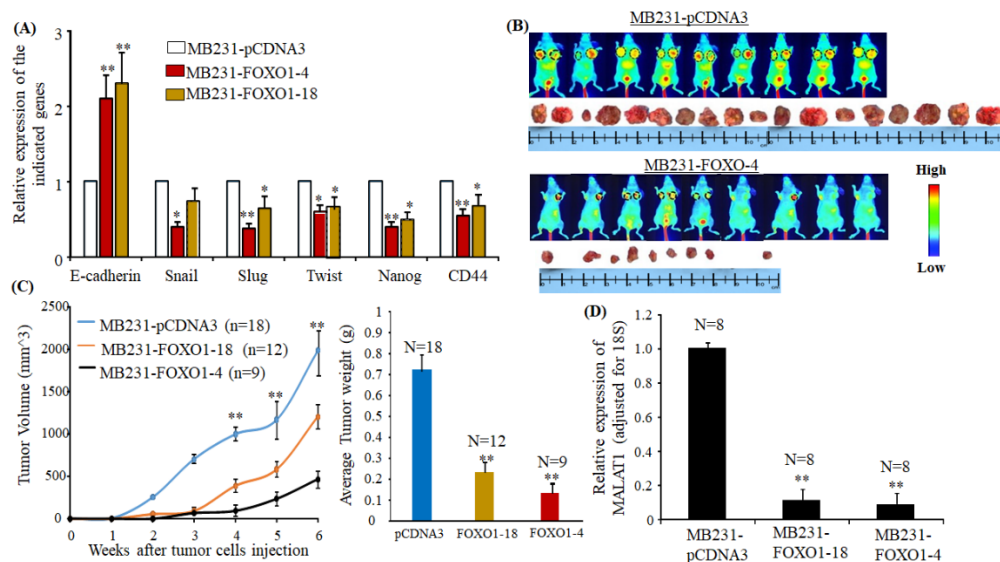 (A)
Relative expression of the
indicated genes
3
2
1
0
MB231-pCDNA3
MB231-FOXO1-4
MB231-FOXO1-18
** **
*
** *
* *
** *
** *
E-cadherin Snail Slug Twist Nanog CD44
(B)
MB231-pCDNA3
MB231-FOXO-4
High
Low
(C)
Tumor Volume (mm^3)
2500
2000
1500
1000
500
0
MB231-pCDNA3 (n=18)
MB231-FOXO1-18 (n=12)
MB231-FOXO1-4 (n=9)
** ** **
0 1 2 3 4 5 6
Weeks after tumor cells injection
Average Tumor weight (g)
0.9
0.8
0.7
0.6
0.5
0.4
0.3
0.2
0.1
0
N=18
N=12
**
N=9
**
pCDNA3 FOXO1-18 FOXO1-4
(D)
Relative expression of
MALAT1 (adjusted for 18S)
1.2
1.0
0.8
0.6
0.4
0.2
0
N=8
N=8
**
N=8
**
MB231-
pCDNA3
MB231-
FOXO1-18
MB231-
FOXO1-4